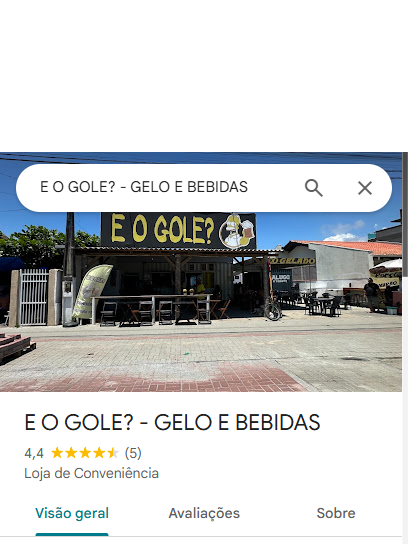 E O GOLE? - GELO E BEBIDAS
E O GOLE?
E O GOLE? - GELO E BEBIDAS
4,4 (5)
Loja de Conveniência
Visão geral
Avaliações
Sobre